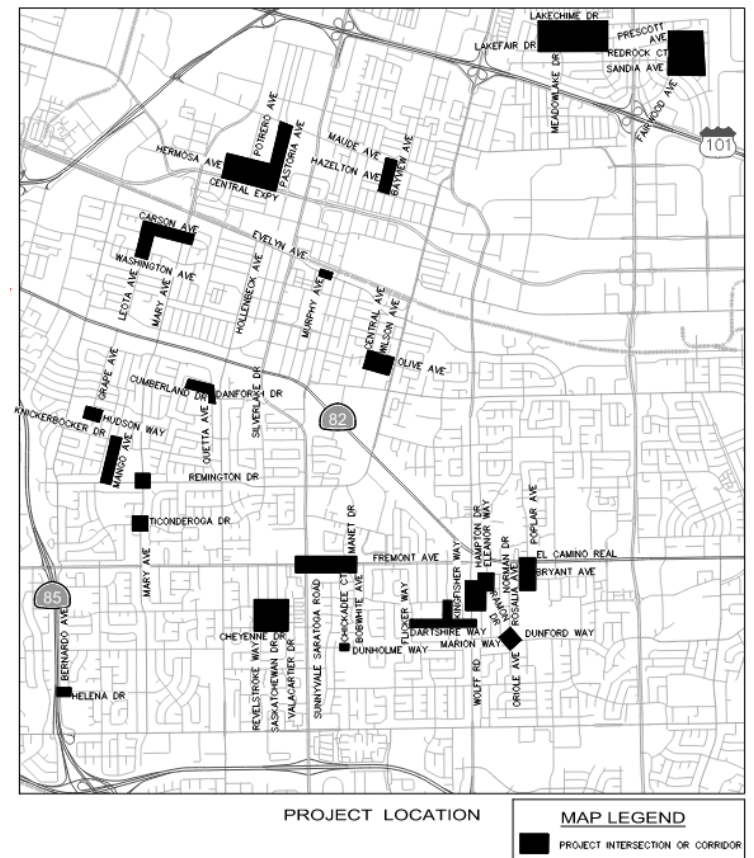 LAKECHIME DR
PRESCOTT
AVE
LAKEFAIR DR
REDROCK CT
SANDIA AVE
MEADOWLAKE DR
FAIRWOOD AVE
101
POTRERO AVE
PASTORIA AVE
MAUDE AVE
HERMOSA AVE
HAZELTON AVE
BAYVIEW AVE
CENTRAL EXPY
CARSON AVE
EVELYN AVE
WASHINGTON AVE
LEOTA AVE
MARY AVE
HOLLENBECK AVE
MURPHY AVE
CENTRAL AVE
WILSON AVE
OLIVE AVE
GRAPE AVE
CUMBERLAND DR
DANFORTH DR
SILVERLAKE DR
82
KNICKERBOCKER DR
HUDSON WAY
QUETTA AVE
MANGO AVE
REMINGTON DR
TICONDEROGA DR
MARY AVE
MANET DR
FREMONT AVE
HAMPTON DR
ELEANOR WAY
NORMAN DR
POPLAR AVE
EL CAMINO REAL
BRYANT AVE
85
BERNARDO AVE
CHEYENNE DR
SUNNYVALE SARATOGA ROAD
CHICKADEE CT
BOBWHITE AVE
FLICKER WAY
KINGFISHER WAY
RAMON DR
ROSALIA AVE
DARTSHIRE WAY
MARION WAY
DUNFORD WAY
DUNHOLME WAY
REVELSTROKE WAY
SASKATCHEWAN DR
VALACARTIER DR
WOLFF RD
ORIOLE AVE
HELENA DR
PROJECT LOCATION
MAP LEGEND
PROJECT INTERSECTION OR CORRIDOR